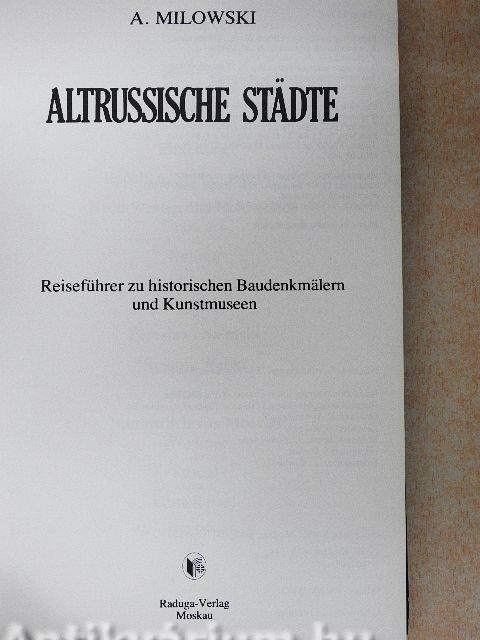 A. MILOWSKI
ALTRUSSISCHE STÄDTE
Reiseführer zu historischen Baudenkmälern
und Kunstmuseen
Raduga-Verlag
Moskau